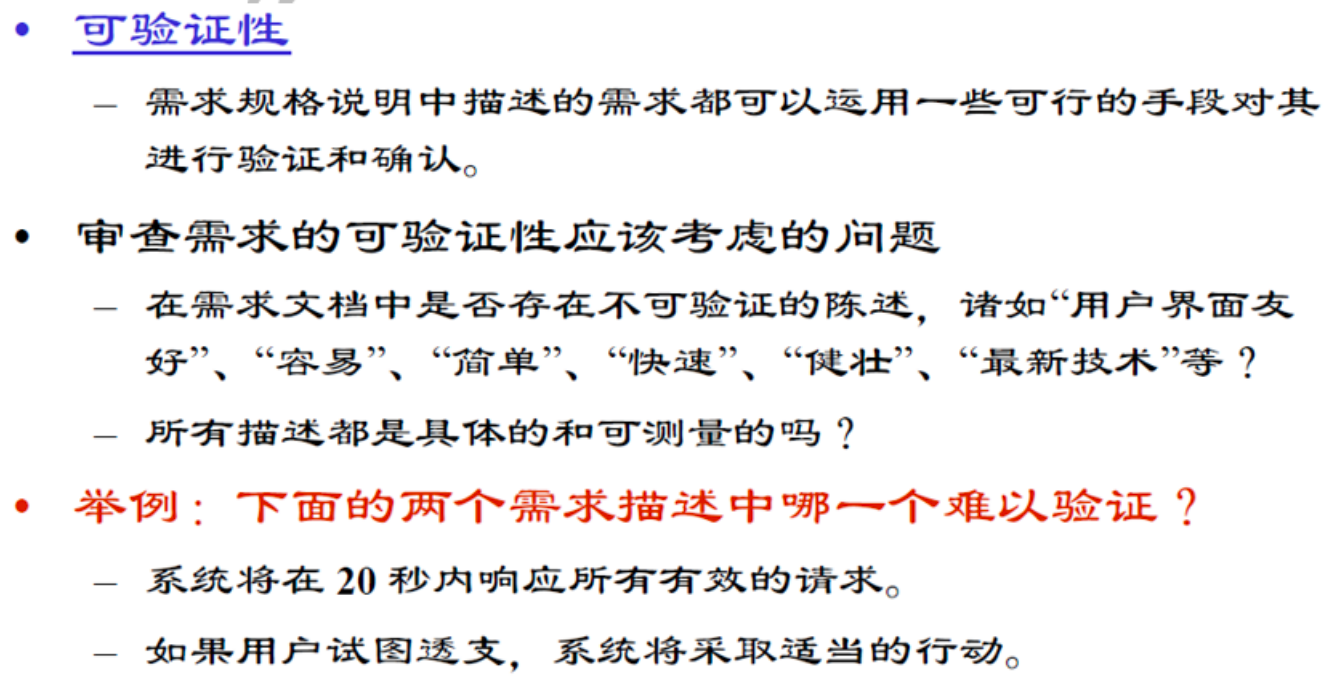 • 可验证性
– 需求规格说明中描述的需求都可以运用一些可行的手段对其
进行验证和确认。
• 审查需求的可验证性应该考虑的问题
– 在需求文档中是否存在不可验证的陈述，诸如“用户界面友
好”、“容易”、“简单”、“快速”、“健壮”、“最新技术”等？
– 所有描述都是具体的和可测量的吗？
• 举例：下面的两个需求描述中哪一个难以验证？
– 系统将在 20 秒内响应所有有效的请求。
– 如果用户试图透支，系统将采取适当的行动。